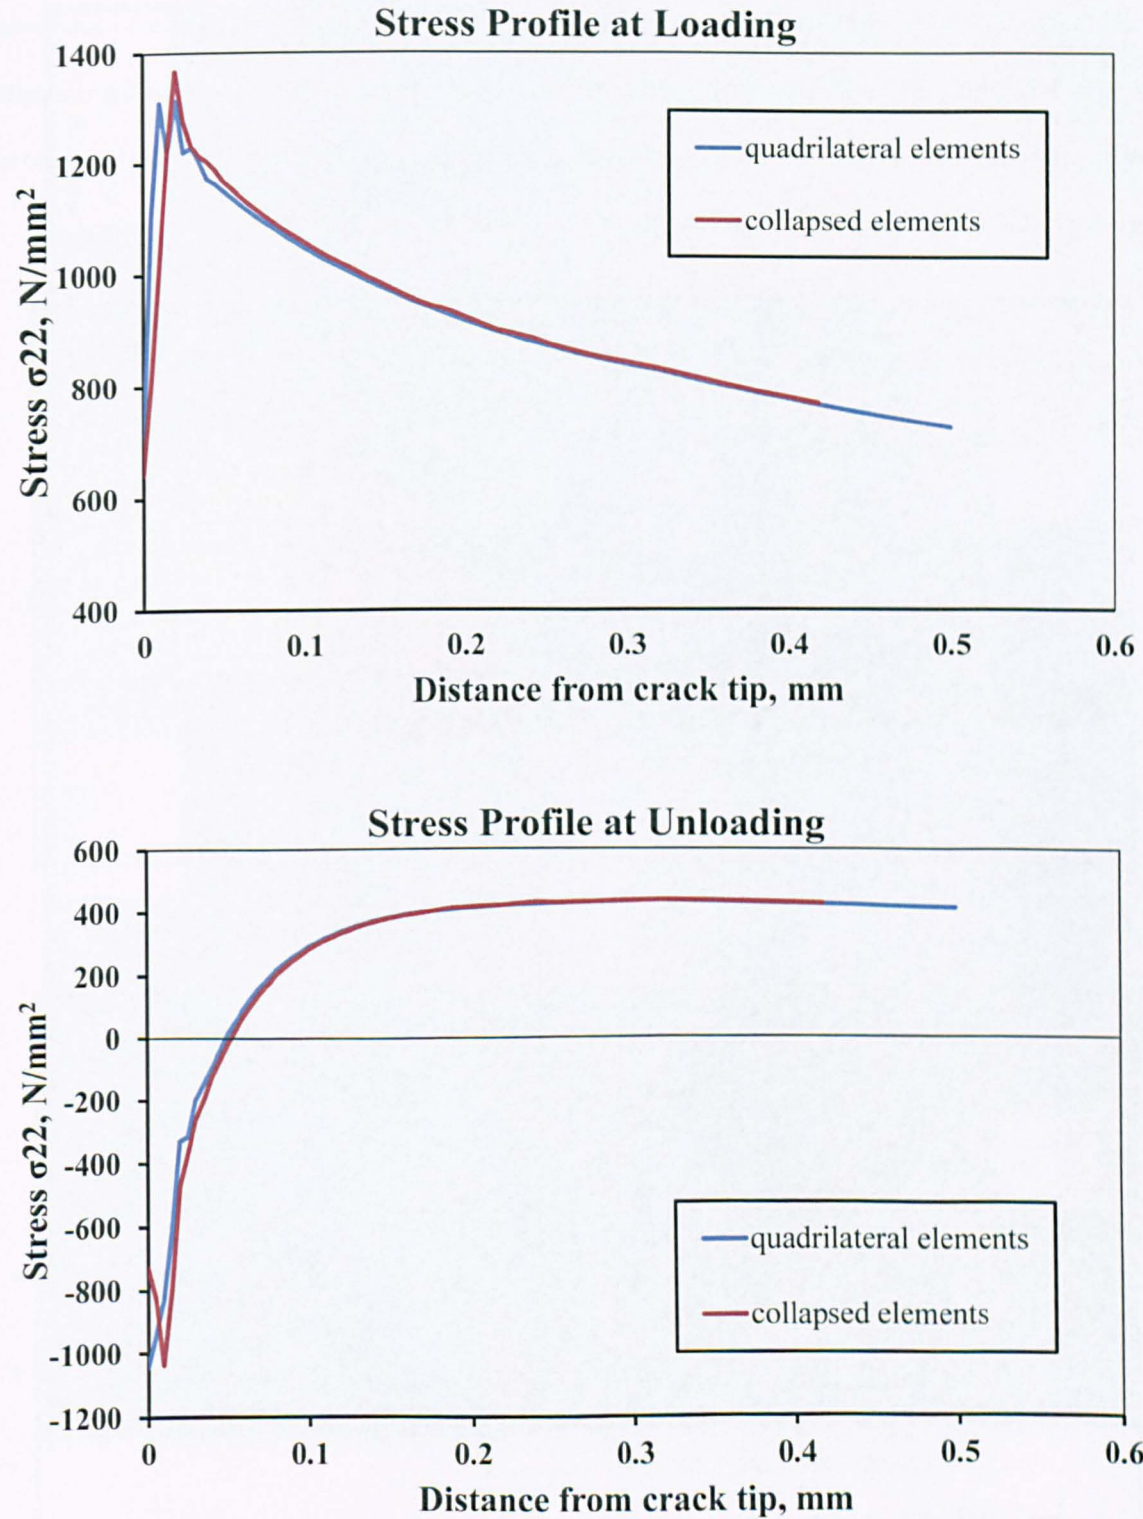 Stress Profile at Loading
1400
1200
1000
800
600
400
0 0.1 0.2 0.3 0.4 0.5 0.6
Stress σ22, N/mm²
Distance from crack tip, mm
quadrilateral elements
collapsed elements
Stress Profile at Unloading
600
400
200
0
-200
-400
-600
-800
-1000
-1200
0 0.1 0.2 0.3 0.4 0.5 0.6
Stress σ22, N/mm²
Distance from crack tip, mm
quadrilateral elements
collapsed elements